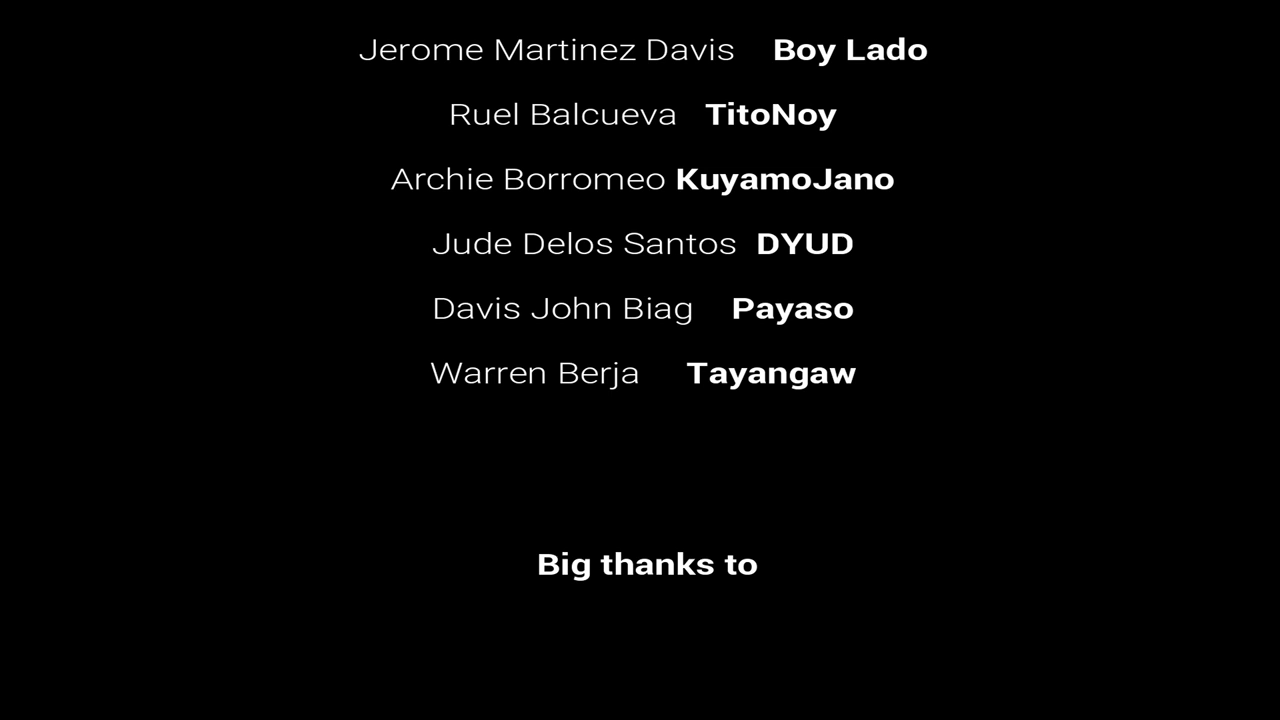 Jerome Martinez Davis Boy Lado
Ruel Balcueva TitoNoy
Archie Borromeo KuyamoJano
Jude Delos Santos DYUD
Davis John Biag Payaso
Warren Berja Tayangaw
Big thanks to